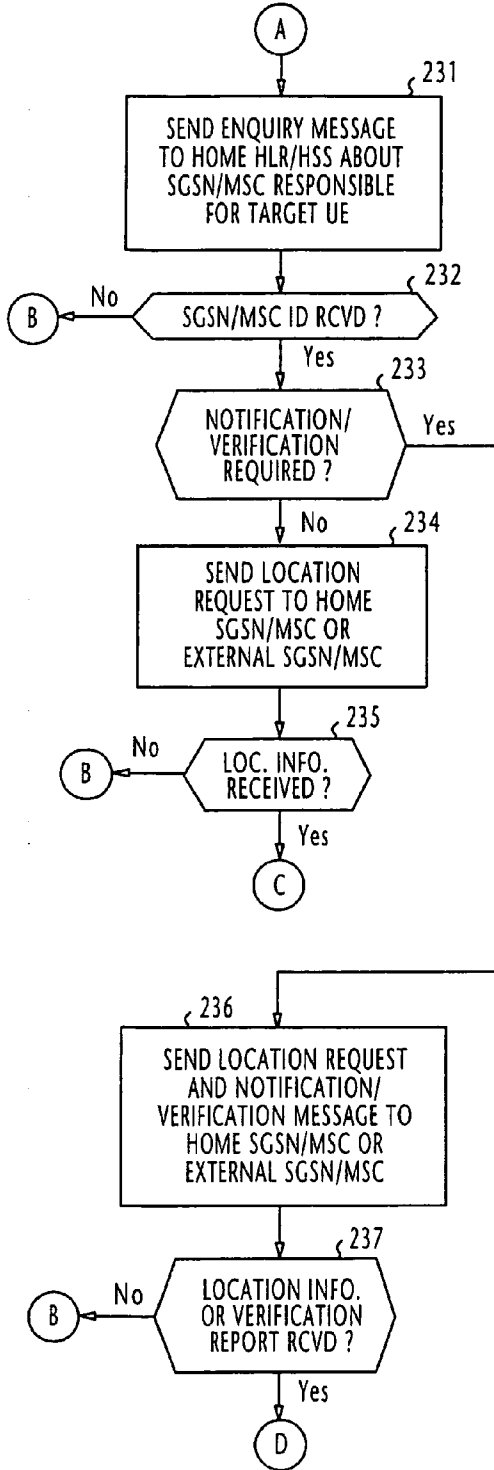 A
231
SEND ENQUIRY MESSAGE
TO HOME HLR/HSS ABOUT
SGSN/MSC RESPONSIBLE
FOR TARGET UE
232
No
B
SGSN/MSC ID RCVD ?
Yes
233
NOTIFICATION/
VERIFICATION
REQUIRED ?
Yes
No
234
SEND LOCATION
REQUEST TO HOME
SGSN/MSC OR
EXTERNAL SGSN/MSC
235
No
B
LOC. INFO.
RECEIVED ?
Yes
C
236
SEND LOCATION REQUEST
AND NOTIFICATION/
VERIFICATION MESSAGE TO
HOME SGSN/MSC OR
EXTERNAL SGSN/MSC
237
No
B
LOCATION INFO.
OR VERIFICATION
REPORT RCVD ?
Yes
D